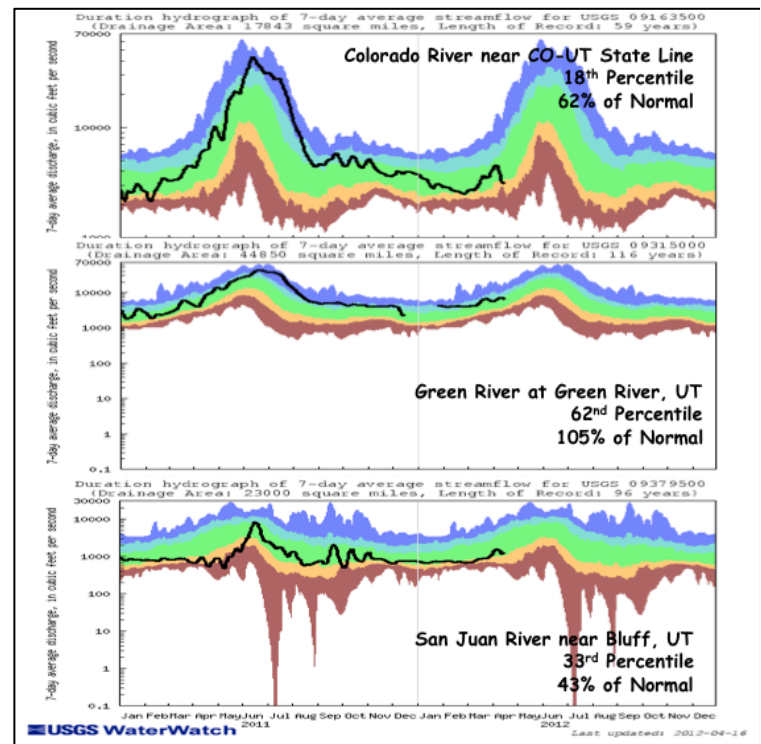 Duration hydrograph of 7-day average streamflow for USGS 09163500
(Drainage Area: 17843 square miles, Length of Record: 59 years)
70000
Colorado River near CO-UT State Line
18th Percentile
62% of Normal
10000
7-day average discharge, in cubic feet per second
Duration hydrograph of 7-day average streamflow for USGS 09315000
(Drainage Area: 44850 square miles, Length of Record: 116 years)
70000
10000
1000
100
10
1
0.1
7-day average discharge, in cubic feet per second
Green River at Green River, UT
62nd Percentile
105% of Normal
Duration hydrograph of 7-day average streamflow for USGS 09379500
(Drainage Area: 23000 square miles, Length of Record: 96 years)
30000
10000
1000
100
10
1
0.1
7-day average discharge, in cubic feet per second
San Juan River near Bluff, UT
33rd Percentile
43% of Normal
Jan Feb Mar Apr May Jun Jul Aug Sep Oct Nov Dec Jan Feb Mar Apr May Jun Jul Aug Sep Oct Nov Dec
2011 2012
USGS WaterWatch
Last updated: 2012-04-16